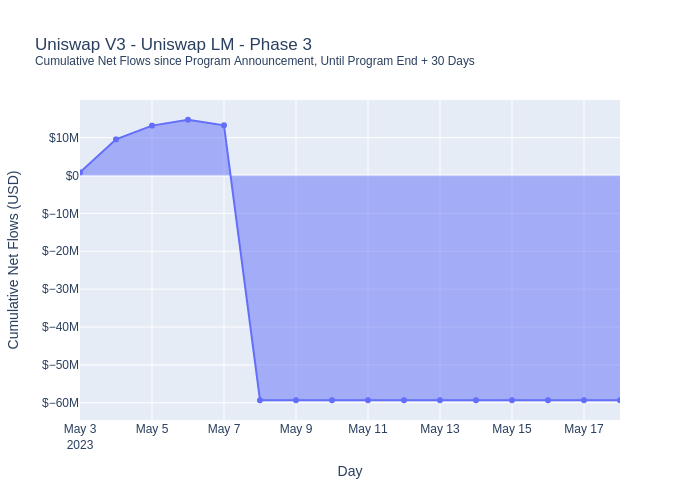 Uniswap V3 - Uniswap LM - Phase 3
Cumulative Net Flows since Program Announcement, Until Program End + 30 Days
Cumulative Net Flows (USD)
$10M
$0
$−10M
$−20M
$−30M
$−40M
$−50M
$−60M
May 3 May 5 May 7 May 9 May 11 May 13 May 15 May 17
2023
Day